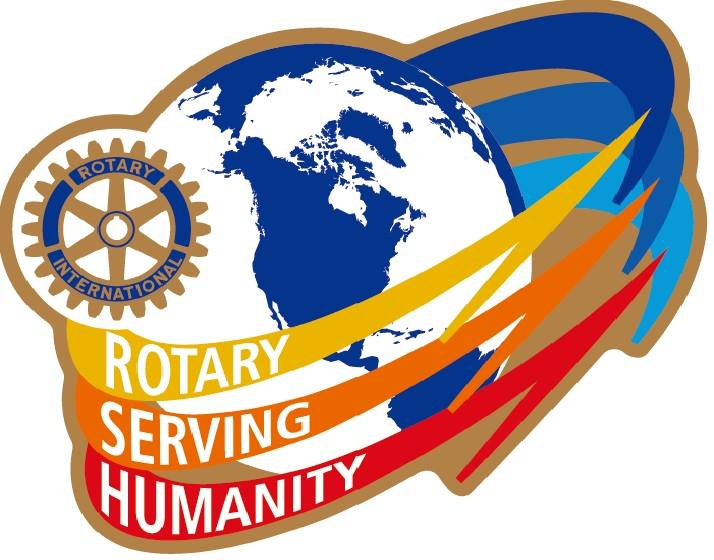 ROTARY
INTERNATIONAL
ROTARY
SERVING
HUMANITY